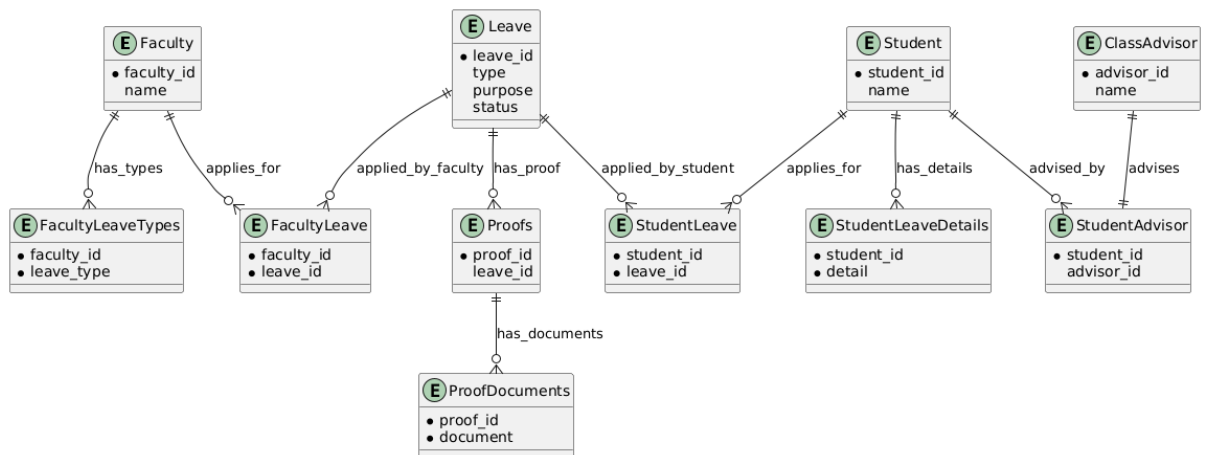 E Faculty
* faculty_id
name
E Leave
* leave_id
type
purpose
status
E Student
* student_id
name
E ClassAdvisor
* advisor_id
name
has_types
applies_for
applied_by_faculty
has_proof
applied_by_student
applies_for
has_details
advised_by
advises
E FacultyLeaveTypes
* faculty_id
* leave_type
E FacultyLeave
* faculty_id
* leave_id
E Proofs
* proof_id
leave_id
E StudentLeave
* student_id
* leave_id
E StudentLeaveDetails
* student_id
* detail
E StudentAdvisor
* student_id
advisor_id
has_documents
E ProofDocuments
* proof_id
* document